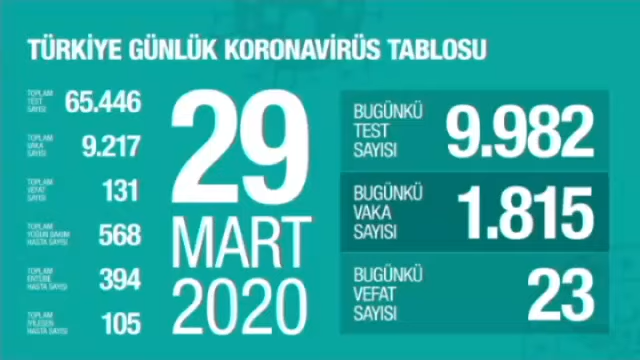 TÜRKİYE GÜNLÜK KORONAVİRÜS TABLOSU
TOPLAM
TEST
SAYISI
65.446
TOPLAM
VAKA
SAYISI
9.217
TOPLAM
VEFAT
SAYISI
131
TOPLAM
YOĞUN BAKIM
HASTA SAYISI
568
TOPLAM
ENTÜBE
HASTA SAYISI
394
TOPLAM
İYİLEŞEN
HASTA SAYISI
105
29
MART
2020
BUGÜNKÜ
TEST
SAYISI
9.982
BUGÜNKÜ
VAKA
SAYISI
1.815
BUGÜNKÜ
VEFAT
SAYISI
23